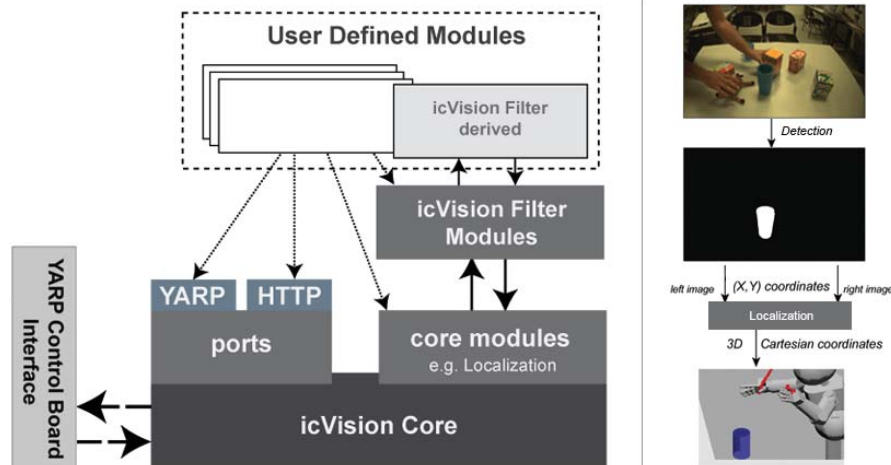 User Defined Modules
icVision Filter
derived
icVision Filter
Modules
YARP Control Board
Interface
YARP
HTTP
ports
core modules
e.g. Localization
icVision Core
Detection
left image
(X,Y) coordinates
right image
Localization
3D
Cartesian coordinates